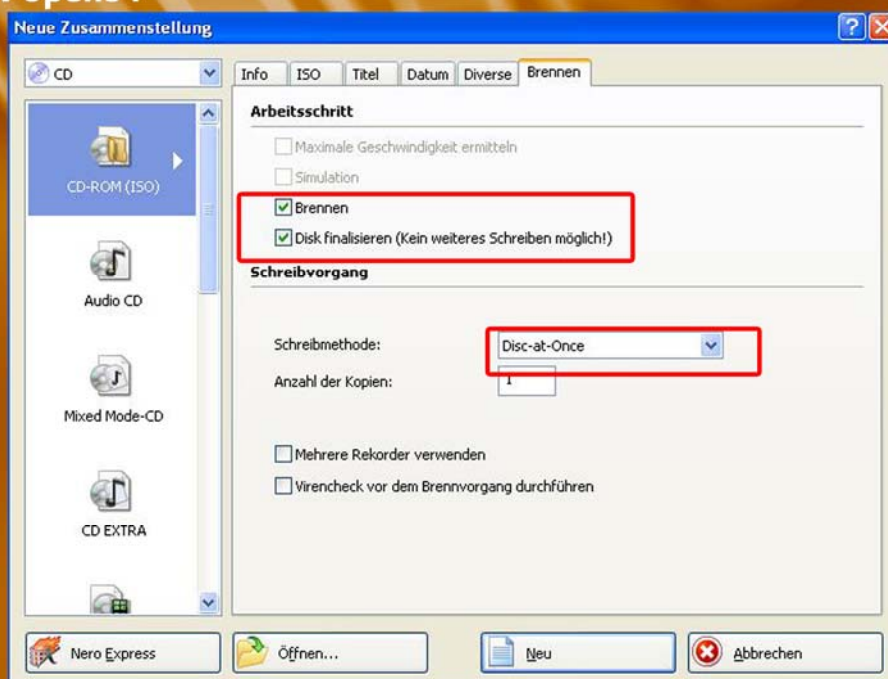 Neue Zusammenstellung
CD
Info ISO Titel Datum Diverse Brennen
CD-ROM (ISO)
Audio CD
Mixed Mode-CD
CD EXTRA
Arbeitsschritt
Maximale Geschwindigkeit ermitteln
Simulation
Brennen
Disk finalisieren (Kein weiteres Schreiben möglich!)
Schreibvorgang
Schreibmethode: Disc-at-Once
Anzahl der Kopien: 1
Mehrere Rekorder verwenden
Virencheck vor dem Brennvorgang durchführen
Nero Express Öffnen... Neu Abbrechen